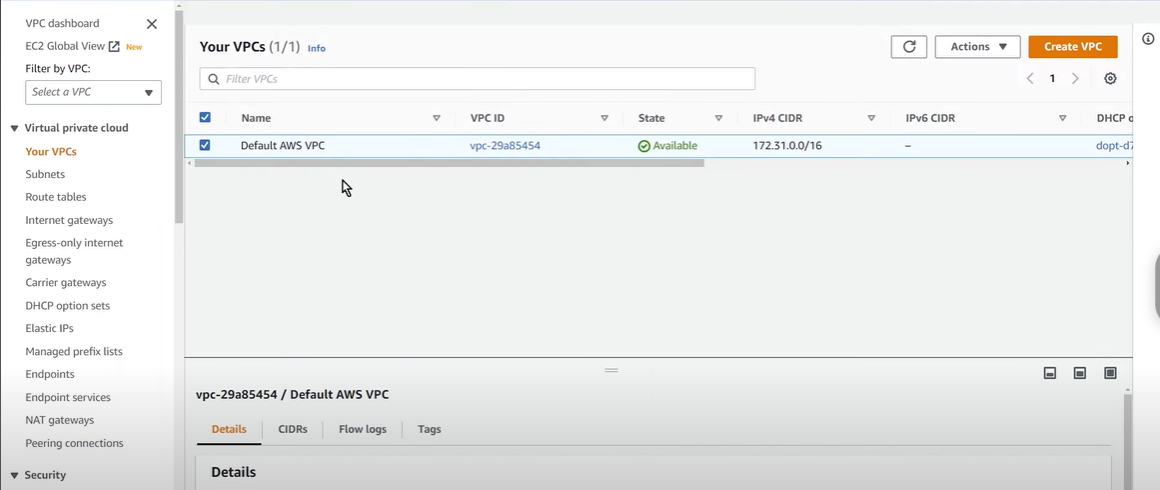 VPC dashboard
EC2 Global View New
Filter by VPC:
Select a VPC
Virtual private cloud
Your VPCs
Subnets
Route tables
Internet gateways
Egress-only internet
gateways
Carrier gateways
DHCP option sets
Elastic IPs
Managed prefix lists
Endpoints
Endpoint services
NAT gateways
Peering connections
Security
Your VPCs (1/1) Info
Actions
Create VPC
Filter VPCs
1
Name VPC ID State IPv4 CIDR IPv6 CIDR DHCP o
Default AWS VPC vpc-29a85454 Available 172.31.0.0/16 – dopt-d7
vpc-29a85454 / Default AWS VPC
Details CIDRs Flow logs Tags
Details